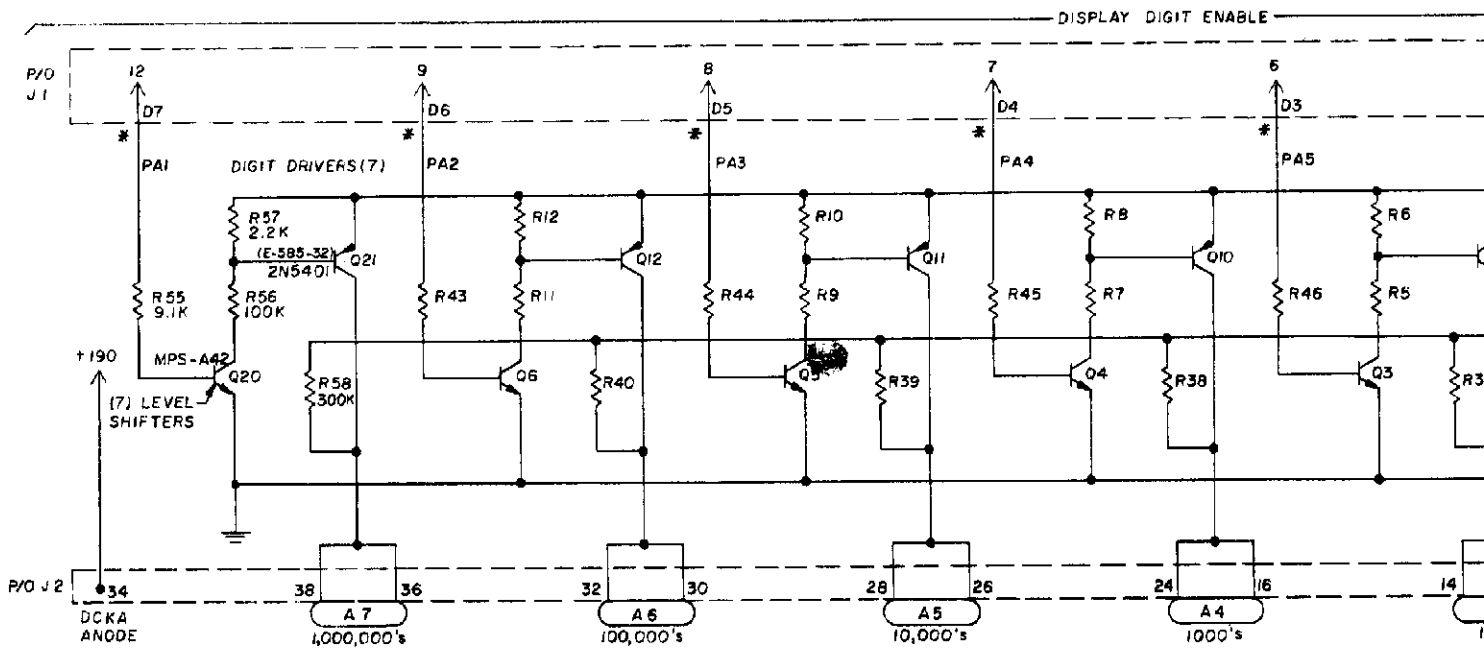 DISPLAY DIGIT ENABLE
P/O
J1
12 9 8 7 6
D7 D6 D5 D4 D3
* * * * *
PA1 DIGIT DRIVERS(7) PA2 PA3 PA4 PA5
R57
2.2K
R12 R10 R8 R6
(E-585-32)
2N5401
Q21 Q12 Q11 Q10
R55
9.1K
R56
100K
R43 R11 R44 R9 R45 R7 R46 R5
+190
MPS-A42
Q20
R58
300K
Q6 R40 Q5 R39 Q4 R38 Q3 R3
(7) LEVEL
SHIFTERS
P/O J2
34 38 36 32 30 28 26 24 16 14
DCKA
ANODE
A7 A6 A5 A4
1,000,000's 100,000's 10,000's 1000's 1